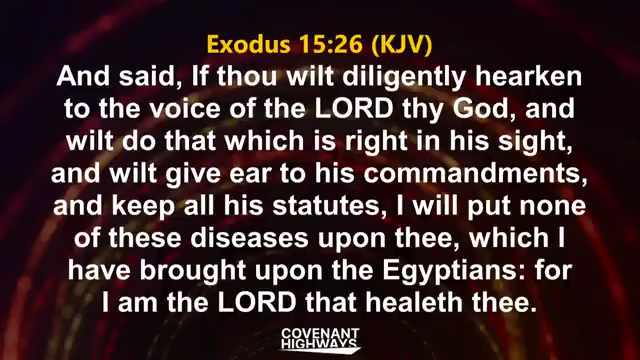 Exodus 15:26 (KJV)
And said, If thou wilt diligently hearken
to the voice of the LORD thy God, and
wilt do that which is right in his sight,
and wilt give ear to his commandments,
and keep all his statutes, I will put none
of these diseases upon thee, which I
have brought upon the Egyptians: for
I am the LORD that healeth thee.
COVENANT
HIGHWAYS